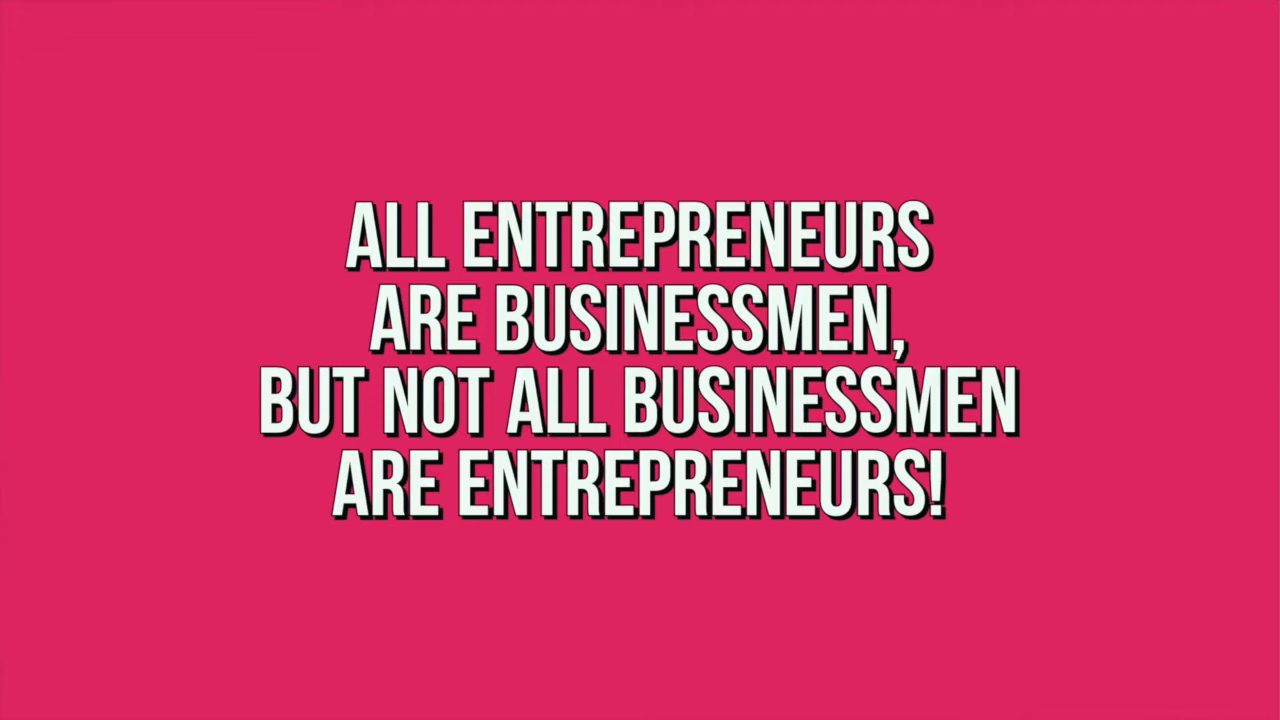 ALL ENTREPRENEURS
ARE BUSINESSMEN,
BUT NOT ALL BUSINESSMEN
ARE ENTREPRENEURS!